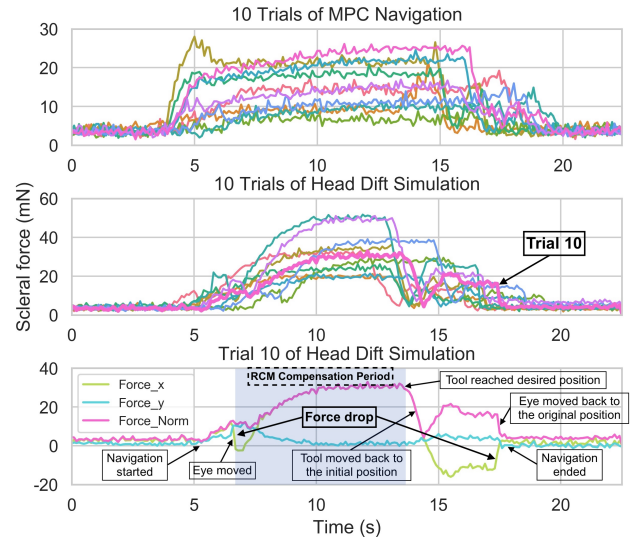 10 Trials of MPC Navigation
30
20
10
0
0
5
10
15
20
10 Trials of Head Dift Simulation
60
40
20
0
Trial 10
0
5
10
15
20
Scleral force (mN)
Trial 10 of Head Dift Simulation
40
20
0
-20
Force_x
Force_y
Force_Norm
RCM Compensation Period
Tool reached desired position
Force drop
Eye moved back to
the original position
Navigation
started
Eye moved
Tool moved back to
the initial position
Navigation
ended
0
5
10
15
20
Time (s)